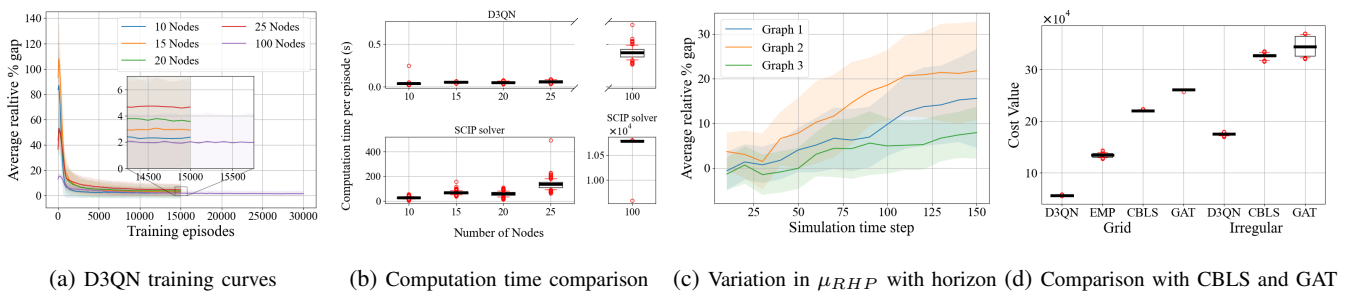 140
120
100
80
60
40
20
0
Average realtive % gap
10 Nodes
15 Nodes
20 Nodes
25 Nodes
100 Nodes
6
4
2
0
14500 15000 15500
0 5000 10000 15000 20000 25000 30000
Training episodes
(a) D3QN training curves
D3QN
0.5
0.0
10 15 20 25 100
Computation time per episode (s)
SCIP solver
400
200
0
10 15 20 25
SCIP solver
×10⁴
1.05
1.00
100
Number of Nodes
(b) Computation time comparison
30
20
10
0
Average relative % gap
Graph 1
Graph 2
Graph 3
25 50 75 100 125 150
Simulation time step
(c) Variation in μRHP with horizon
×10⁴
30000
20000
10000
Cost Value
D3QN EMP CBLS GAT D3QN CBLS GAT
Grid Irregular
(d) Comparison with CBLS and GAT